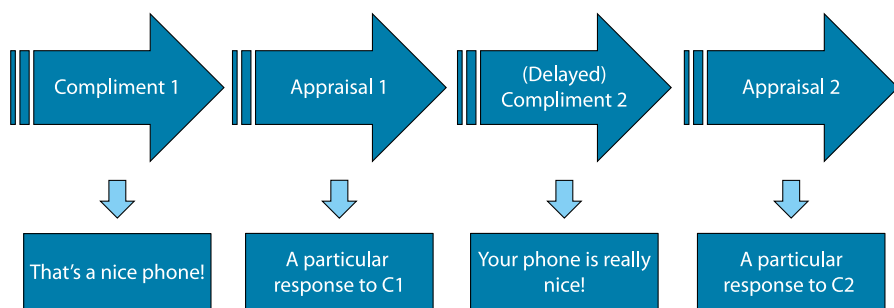 Compliment 1
Appraisal 1
(Delayed)
Compliment 2
Appraisal 2
That's a nice phone!
A particular
response to C1
Your phone is really
nice!
A particular
response to C2